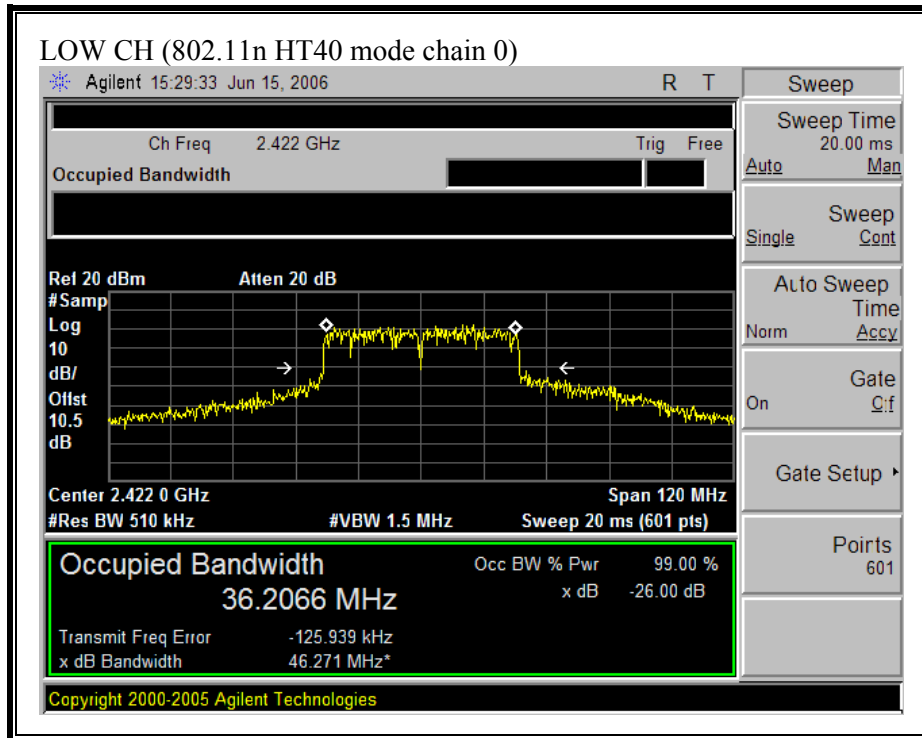 LOW CH (802.11n HT40 mode chain 0)
Agilent 15:29:33 Jun 15, 2006 R T
Sweep
Ch Freq 2.422 GHz Trig Free
Occupied Bandwidth
Sweep Time
20.00 ms
Auto Man
Sweep
Single Cont
Auto Sweep
Time
Norm Accy
Gate
On Off
Gate Setup
Points
601
Ref 20 dBm Atten 20 dB
#Samp
Log
10
dB/
Offst
10.5
dB
Center 2.422 0 GHz Span 120 MHz
#Res BW 510 kHz #VBW 1.5 MHz Sweep 20 ms (601 pts)
Occupied Bandwidth
36.2066 MHz
Occ BW % Pwr 99.00 %
x dB -26.00 dB
Transmit Freq Error -125.939 kHz
x dB Bandwidth 46.271 MHz*
Copyright 2000-2005 Agilent Technologies